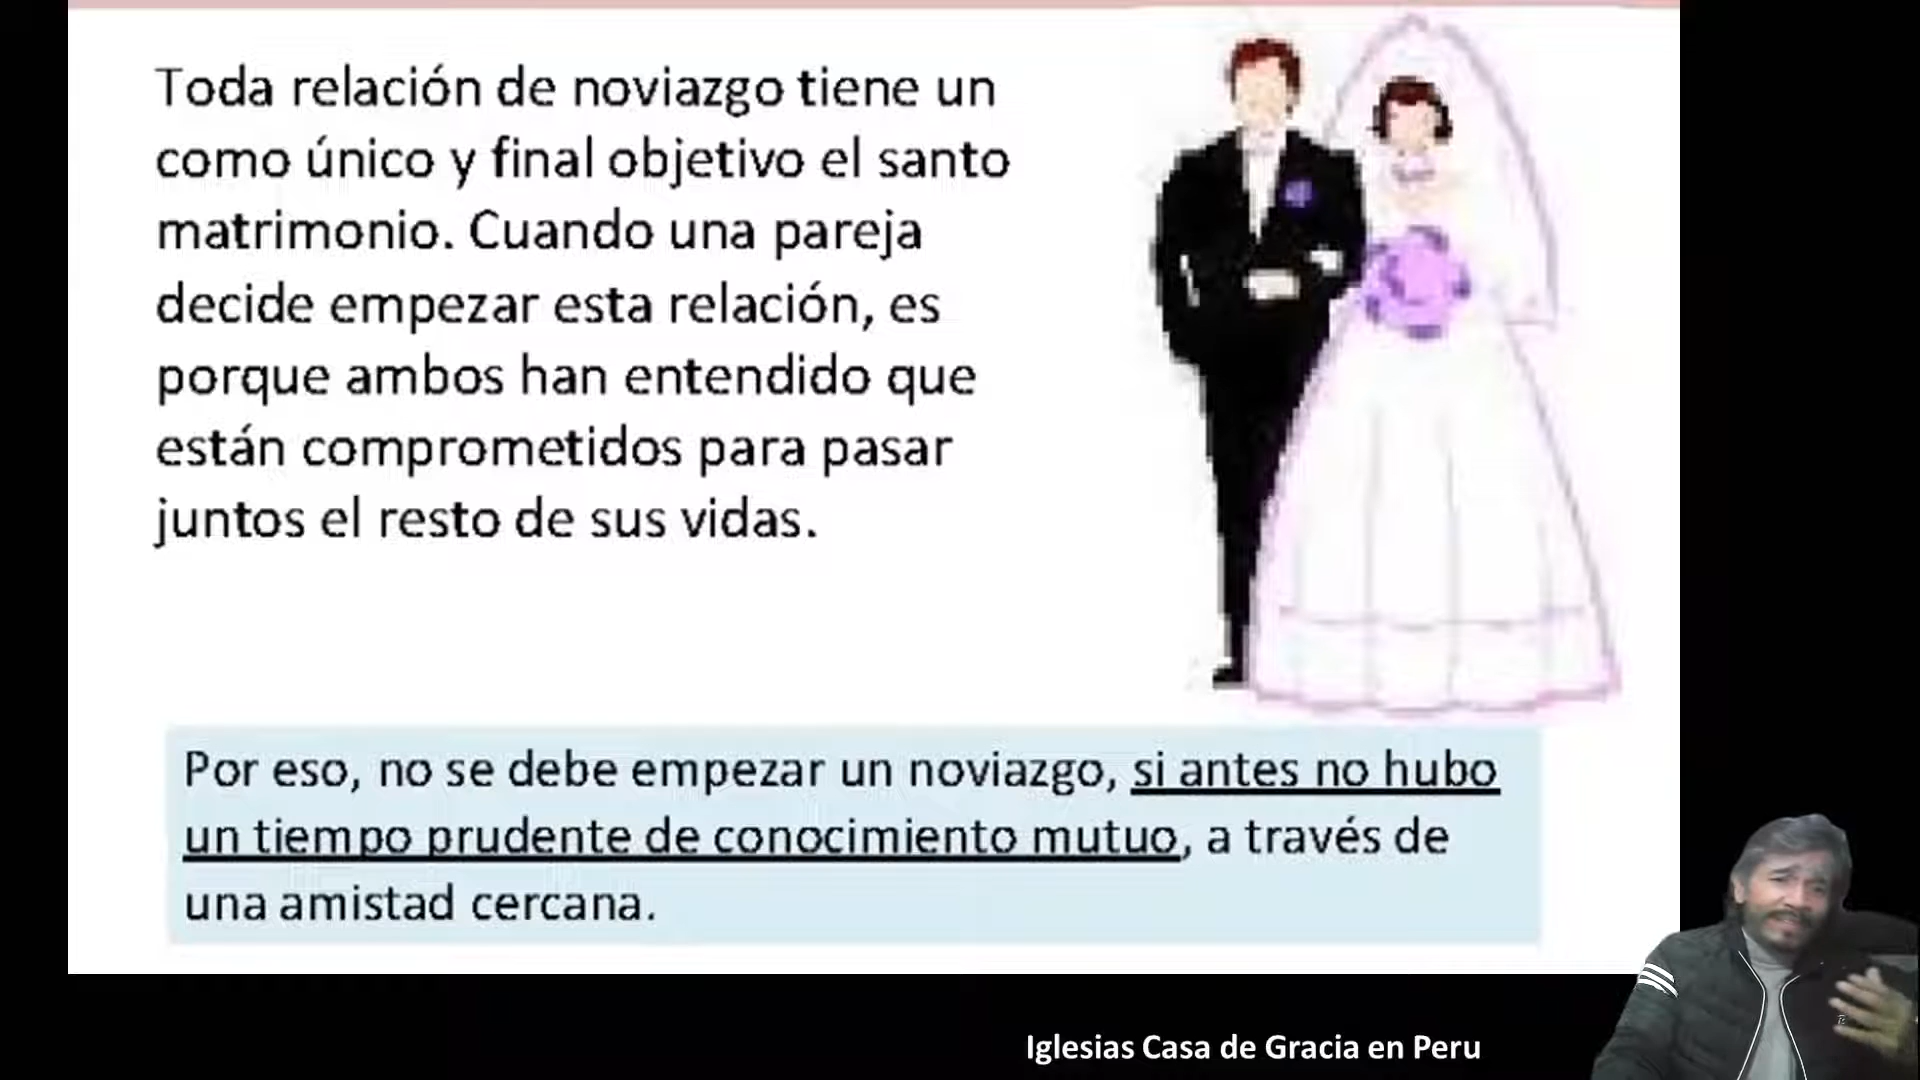 Toda relación de noviazgo tiene un
como único y final objetivo el santo
matrimonio. Cuando una pareja
decide empezar esta relación, es
porque ambos han entendido que
están comprometidos para pasar
juntos el resto de sus vidas.
Por eso, no se debe empezar un noviazgo, si antes no hubo
un tiempo prudente de conocimiento mutuo, a través de
una amistad cercana.
Iglesias Casa de Gracia en Peru